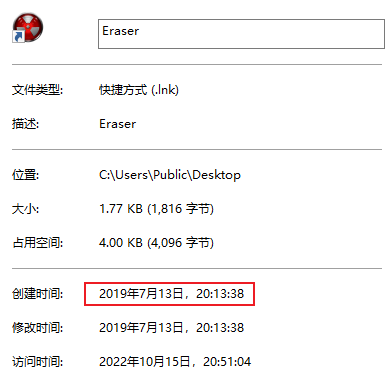 Eraser
文件类型: 快捷方式 (.lnk)
描述: Eraser
位置: C:\Users\Public\Desktop
大小: 1.77 KB (1,816 字节)
占用空间: 4.00 KB (4,096 字节)
创建时间: 2019年7月13日，20:13:38
修改时间: 2019年7月13日，20:13:38
访问时间: 2022年10月15日，20:51:04